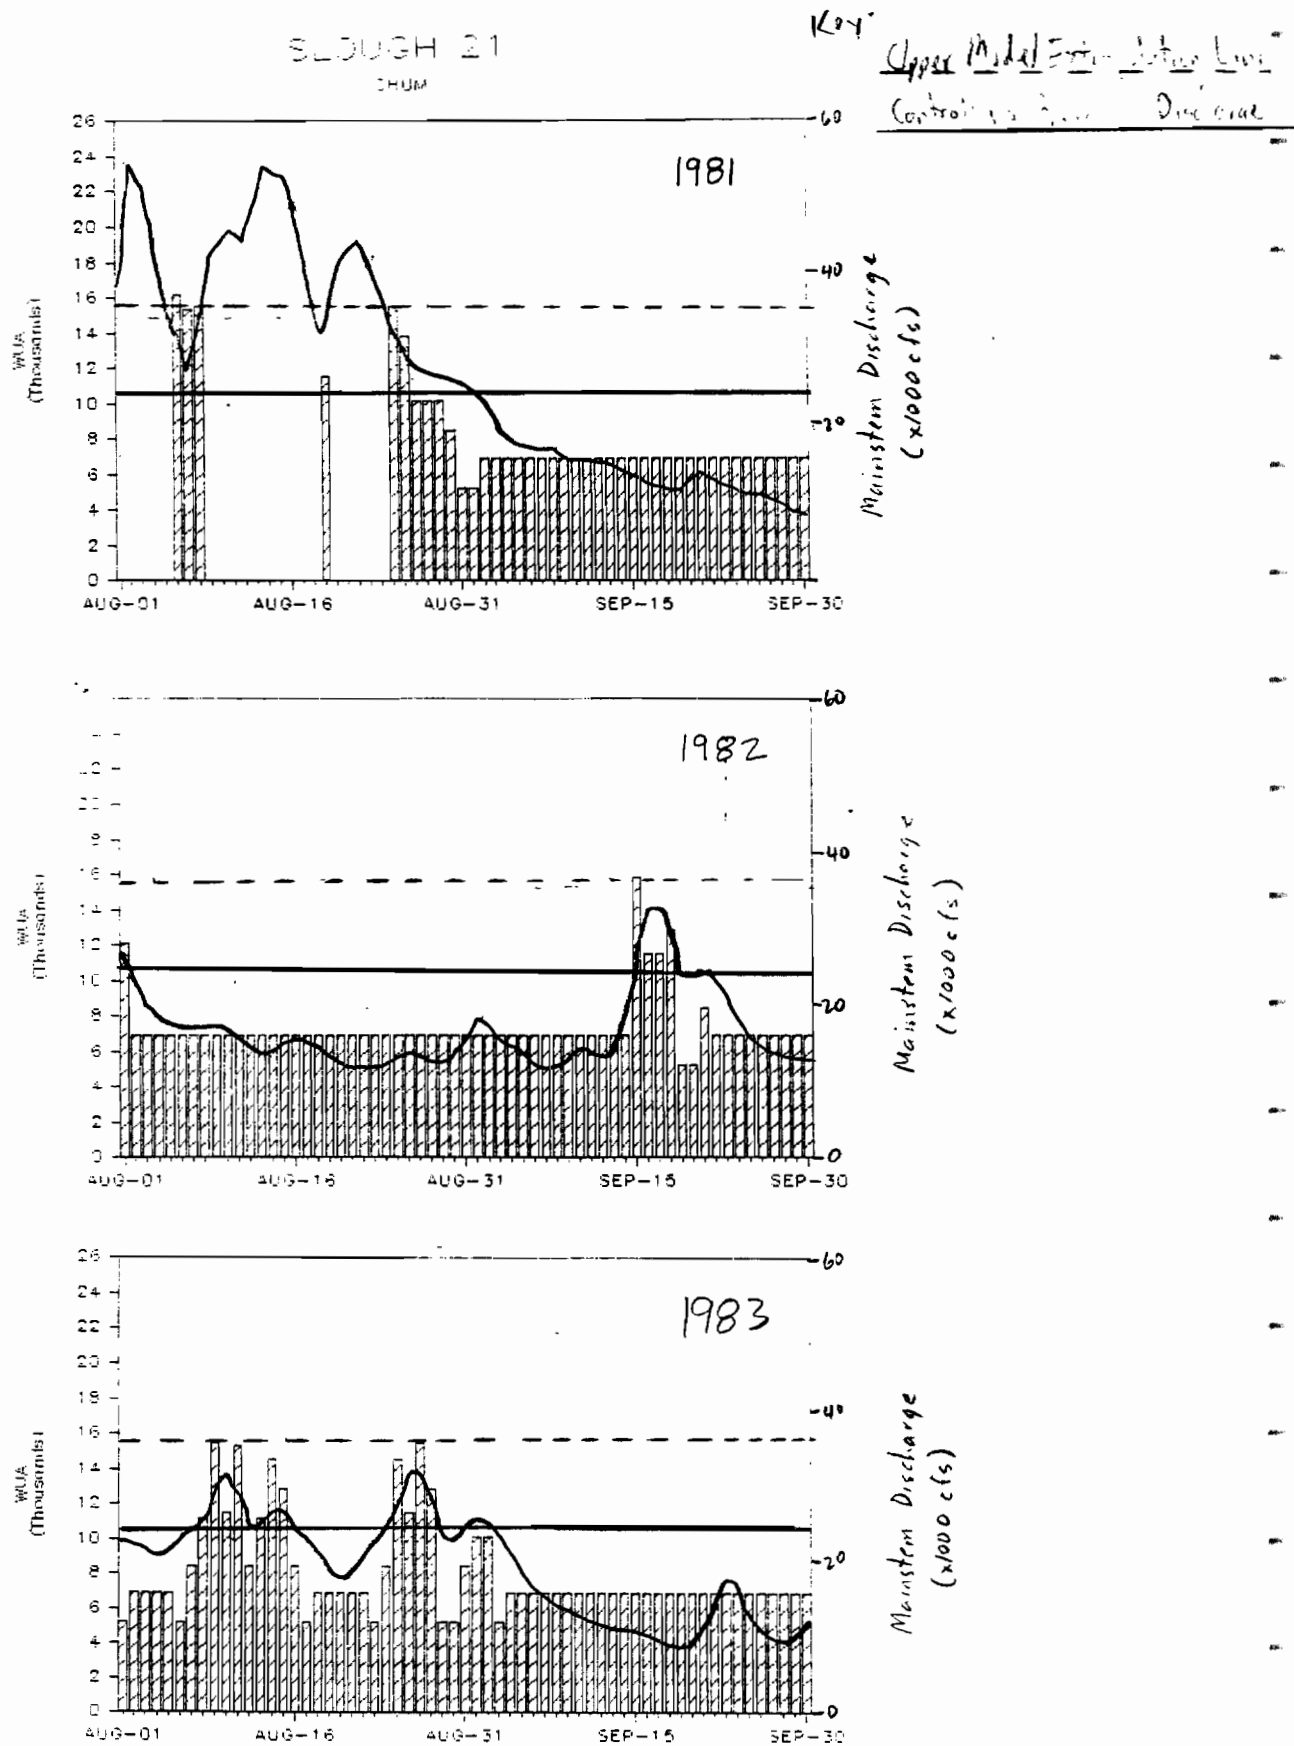 SLOUGH 21
CHUM
Key
Upper Model
Controlling
1981
26
24
22
20
18
16
14
12
10
8
6
4
2
0
WUA
(Thousands)
60
40
20
Mainstem Discharge
(x1000 cfs)
AUG-01 AUG-16 AUG-31 SEP-15 SEP-30
1982
16
14
12
10
8
6
4
2
0
WUA
(Thousands)
60
40
20
0
Mainstem Discharge
(x1000 cfs)
AUG-01 AUG-16 AUG-31 SEP-15 SEP-30
1983
26
24
22
20
18
16
14
12
10
8
6
4
2
0
WUA
(Thousands)
60
40
20
0
Mainstem Discharge
(x1000 cfs)
AUG-01 AUG-16 AUG-31 SEP-15 SEP-30